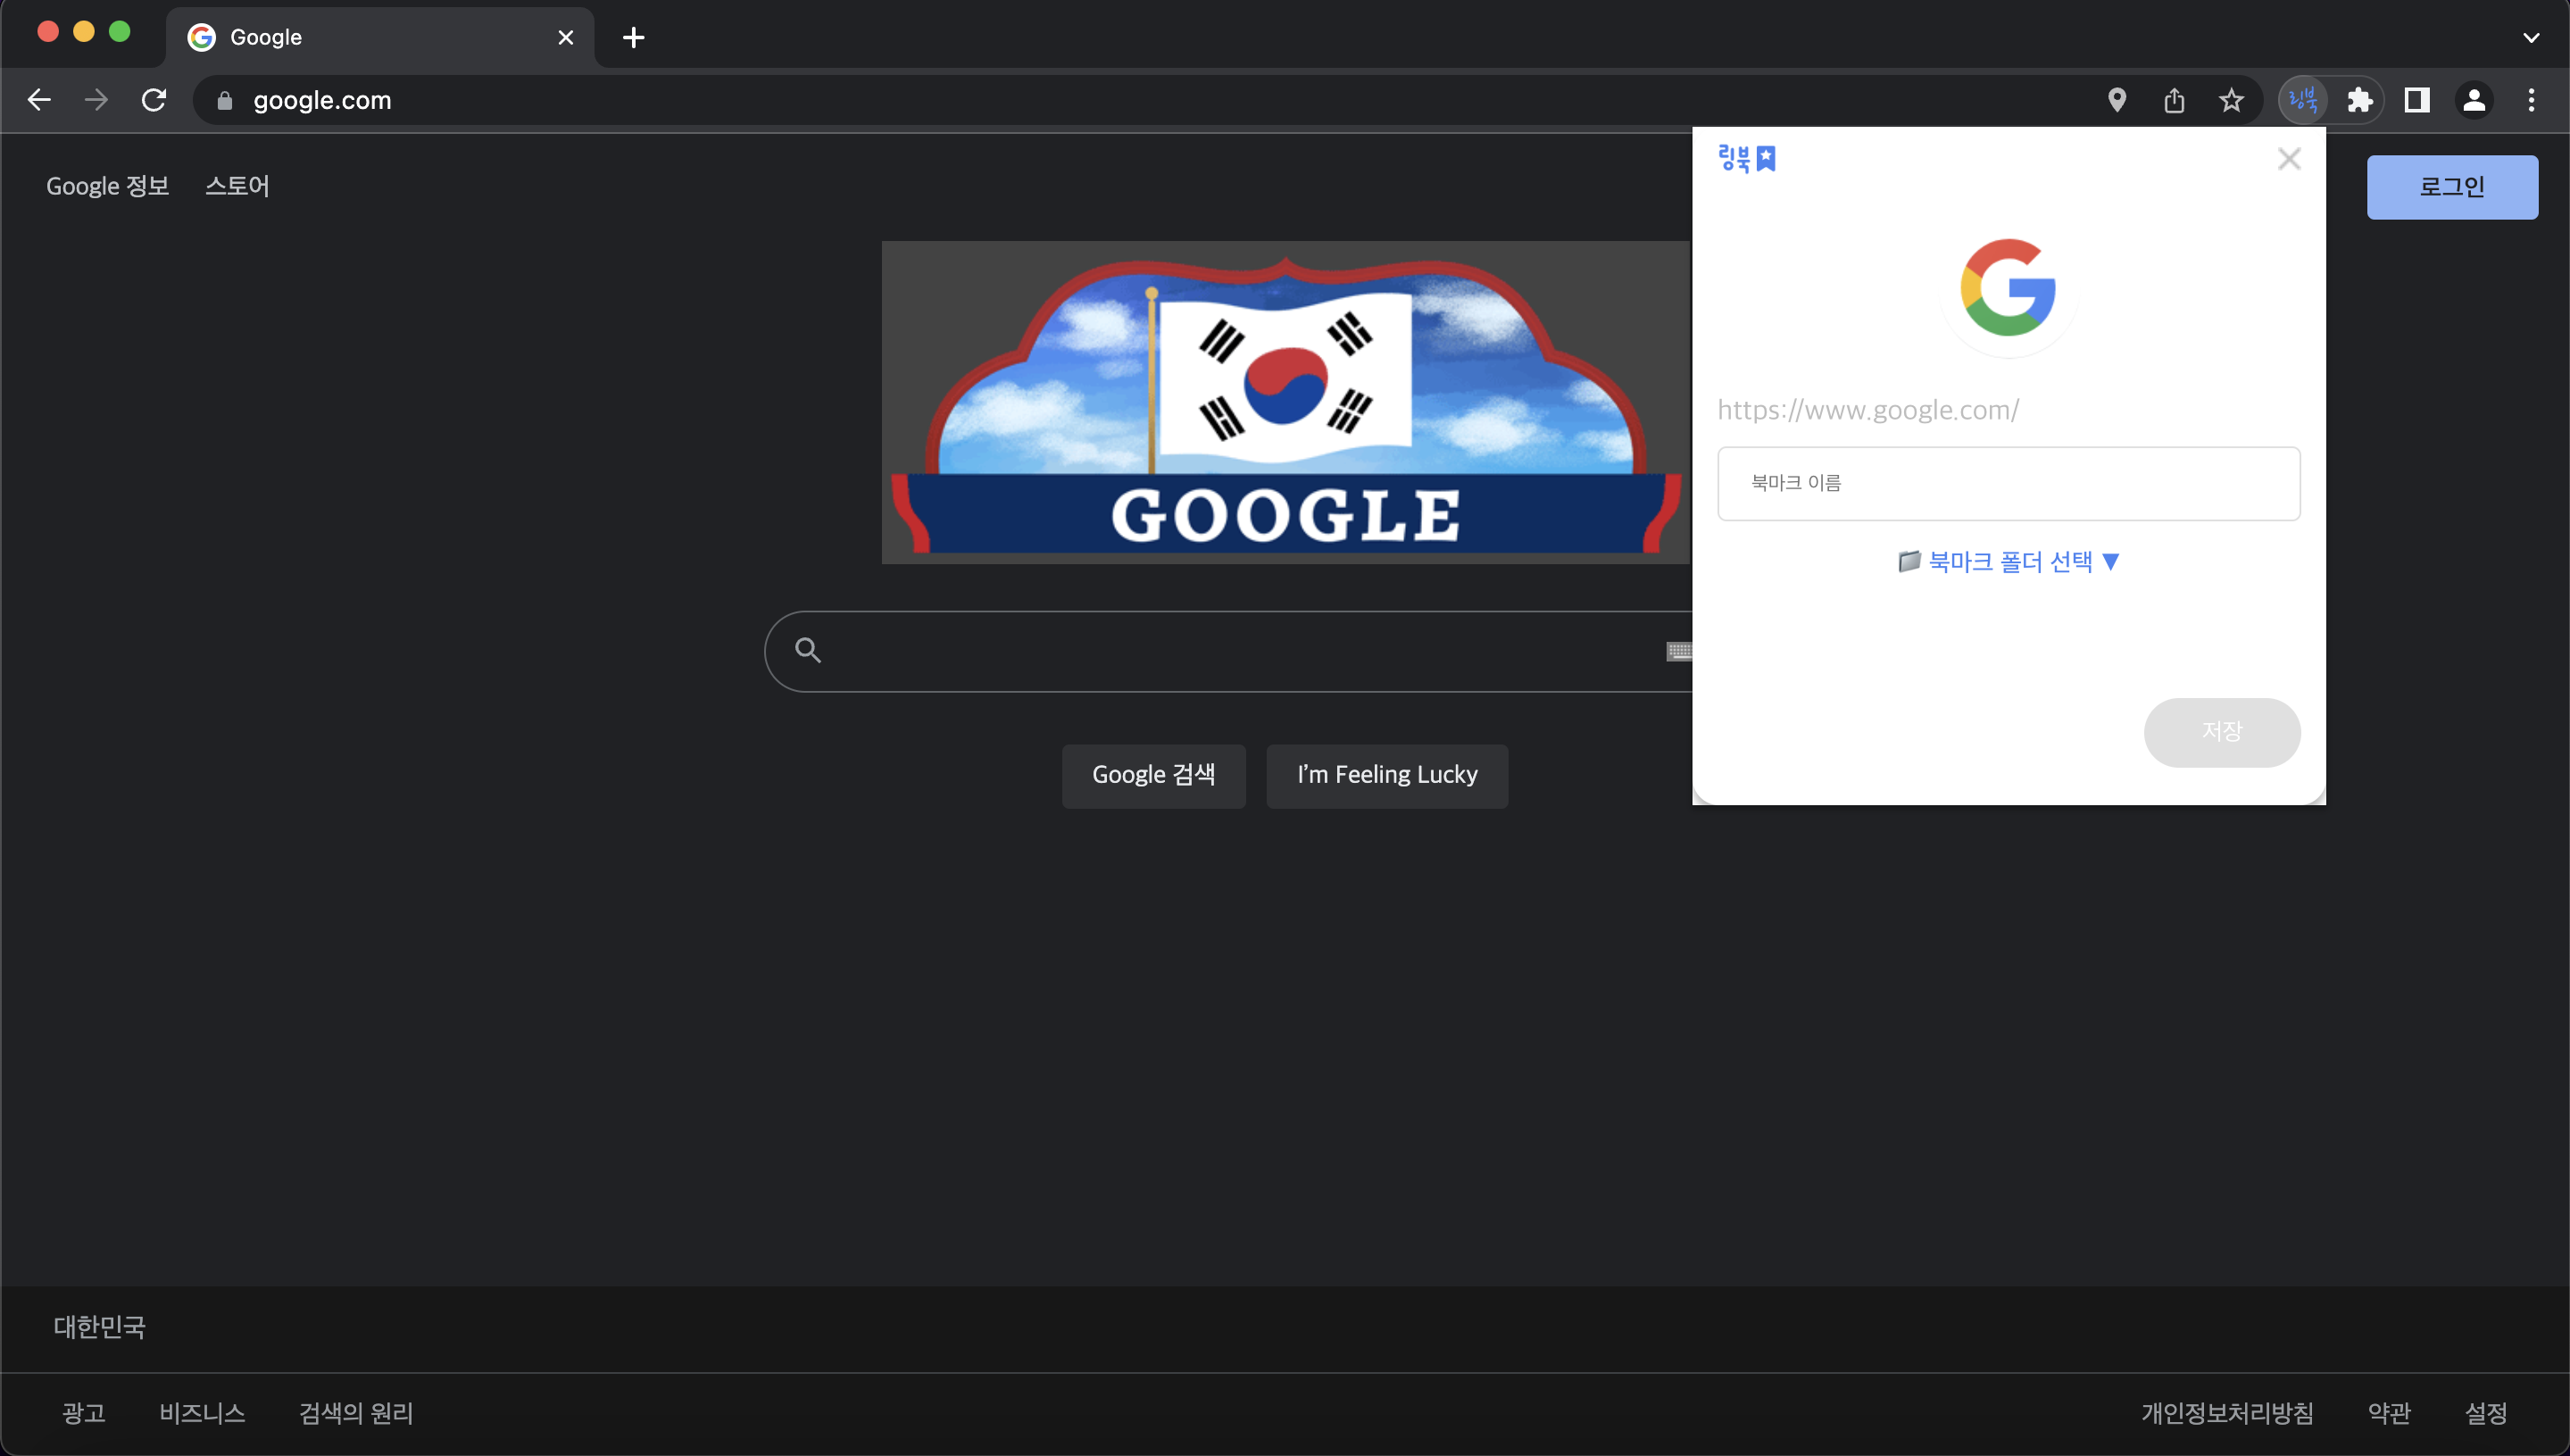 Google
google.com
링북
Google 정보 스토어
링북
로그인
GOOGLE
https://www.google.com/
북마크 이름
북마크 폴더 선택 ▼
저장
Google 검색 I'm Feeling Lucky
대한민국
광고 비즈니스 검색의 원리 개인정보처리방침 약관 설정